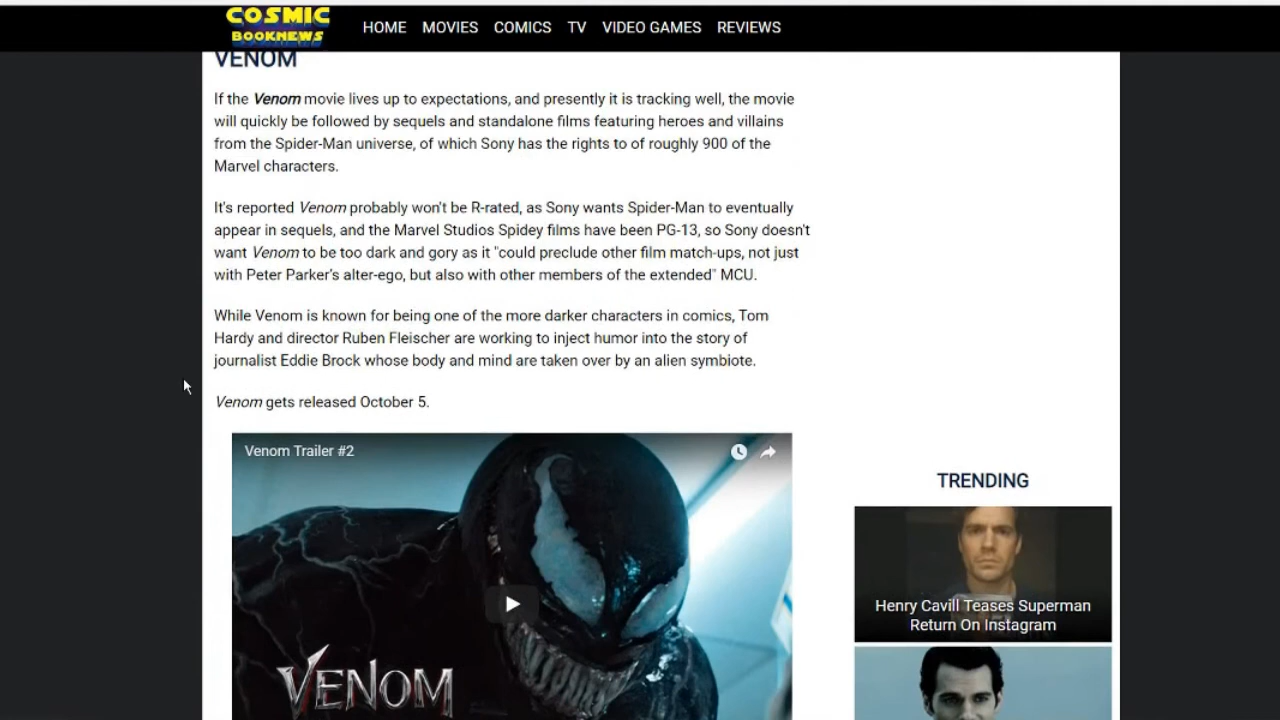 COSMIC
BOOKNEWS
HOME MOVIES COMICS TV VIDEO GAMES REVIEWS
VENOM
If the Venom movie lives up to expectations, and presently it is tracking well, the movie
will quickly be followed by sequels and standalone films featuring heroes and villains
from the Spider-Man universe, of which Sony has the rights to of roughly 900 of the
Marvel characters.
It's reported Venom probably won't be R-rated, as Sony wants Spider-Man to eventually
appear in sequels, and the Marvel Studios Spidey films have been PG-13, so Sony doesn't
want Venom to be too dark and gory as it "could preclude other film match-ups, not just
with Peter Parker's alter-ego, but also with other members of the extended" MCU.
While Venom is known for being one of the more darker characters in comics, Tom
Hardy and director Ruben Fleischer are working to inject humor into the story of
journalist Eddie Brock whose body and mind are taken over by an alien symbiote.
Venom gets released October 5.
Venom Trailer #2
VENOM
TRENDING
Henry Cavill Teases Superman
Return On Instagram